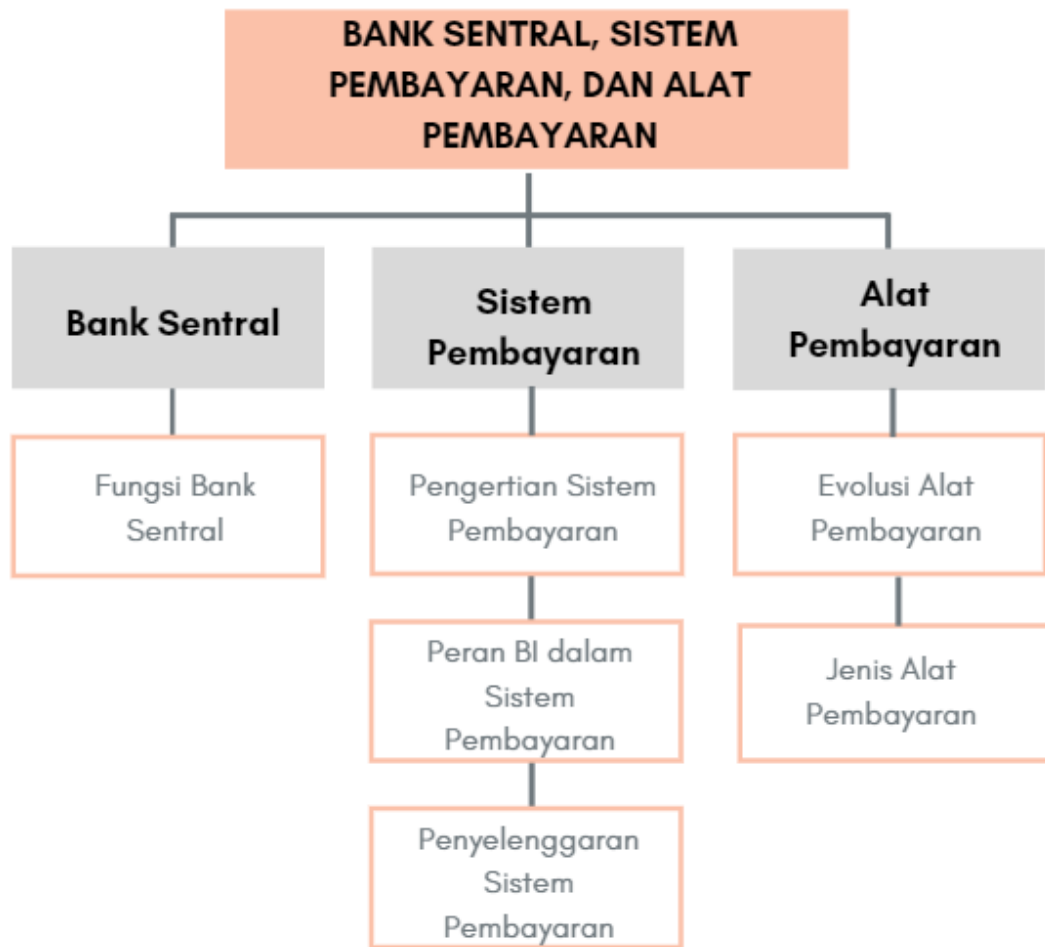 BANK SENTRAL, SISTEM
PEMBAYARAN, DAN ALAT
PEMBAYARAN
Bank Sentral
Sistem
Pembayaran
Alat
Pembayaran
Fungsi Bank
Sentral
Pengertian Sistem
Pembayaran
Evolusi Alat
Pembayaran
Peran BI dalam
Sistem
Pembayaran
Jenis Alat
Pembayaran
Penyelenggaran
Sistem
Pembayaran